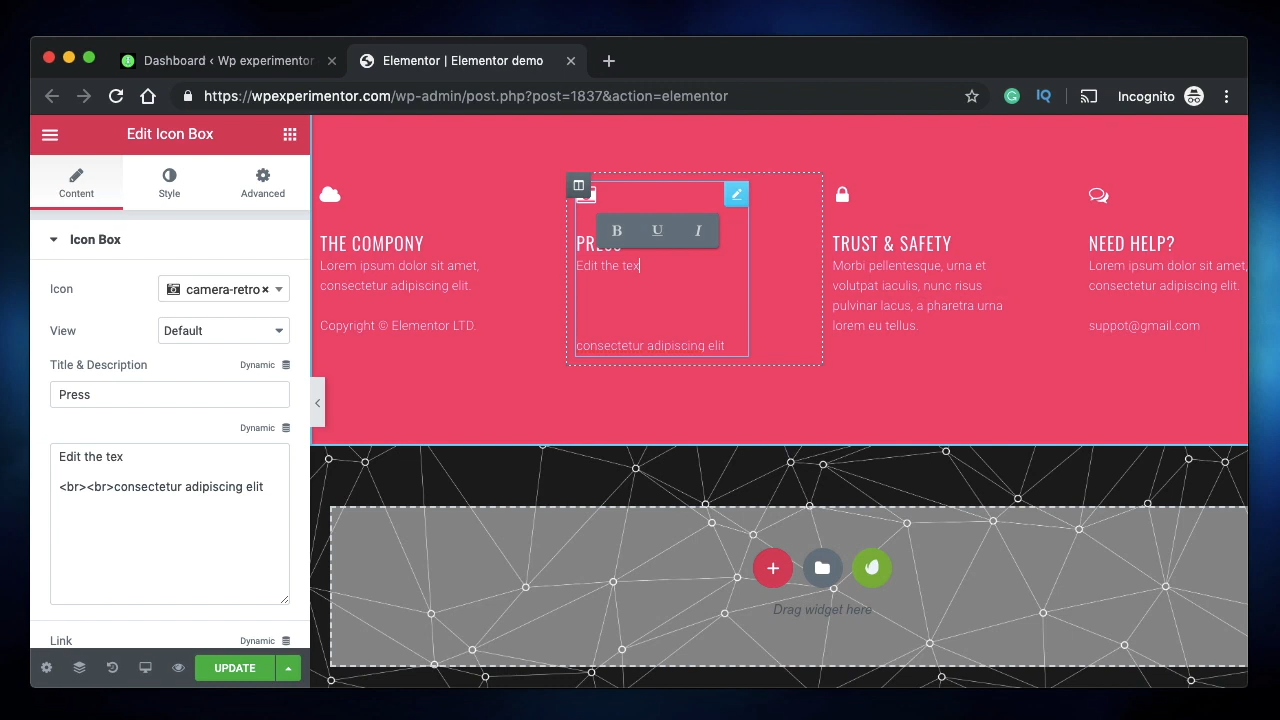 Dashboard ‹ Wp experimentor
Elementor | Elementor demo
https://wpexperimentor.com/wp-admin/post.php?post=1837&action=elementor
IQ
Incognito
Edit Icon Box
Content
Style
Advanced
Icon Box
Icon
camera-retro
View
Default
Title & Description
Dynamic
Press
Dynamic
Edit the tex
<br><br>consectetur adipiscing elit
Link
Dynamic
UPDATE
THE COMPANY
Lorem ipsum dolor sit amet,
consectetur adipiscing elit.
Copyright © Elementor LTD.
B U I
PRESS
Edit the tex
consectetur adipiscing elit
TRUST & SAFETY
Morbi pellentesque, urna et
volutpat iaculis, nunc risus
pulvinar lacus, a pharetra urna
lorem eu tellus.
NEED HELP?
Lorem ipsum dolor sit amet,
consectetur adipiscing elit.
suppot@gmail.com
Drag widget here